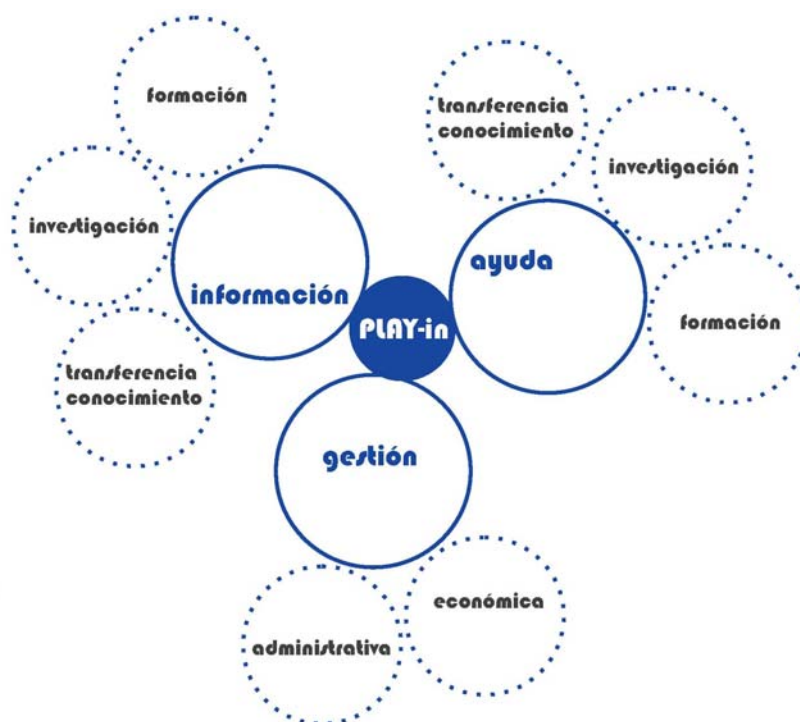 formación
investigación
transferencia
conocimiento
información
PLAY-in
ayuda
transferencia
conocimiento
investigación
formación
gestión
administrativa
económica